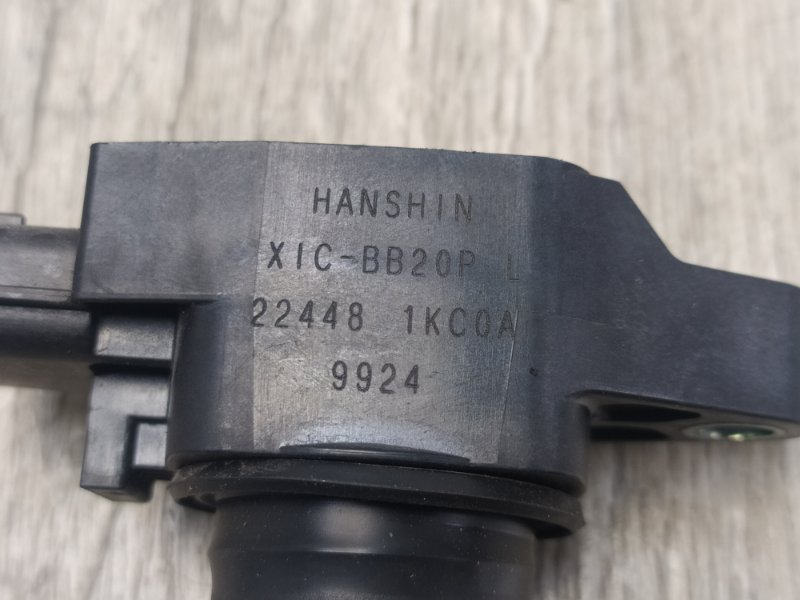 HANSHIN
XIC-BB20P L
22448 1KC0A
9924